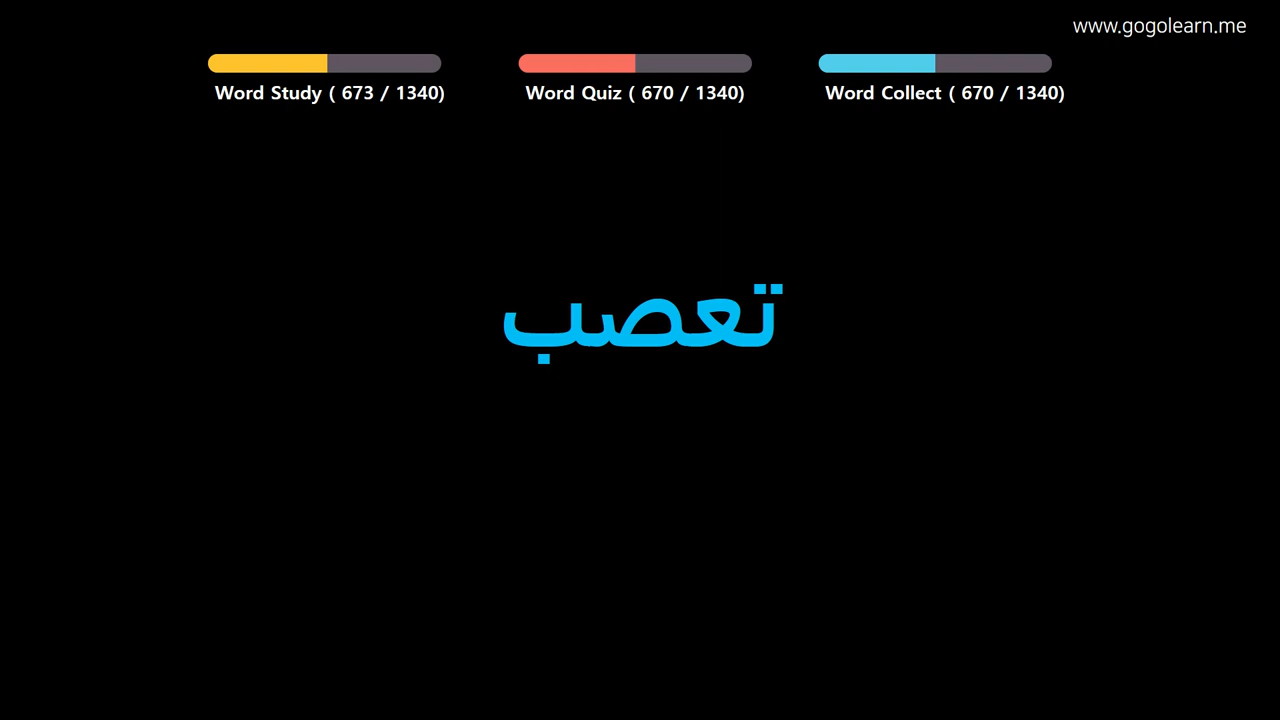 www.gogolearn.me
Word Study ( 673 / 1340)
Word Quiz ( 670 / 1340)
Word Collect ( 670 / 1340)
تعصب